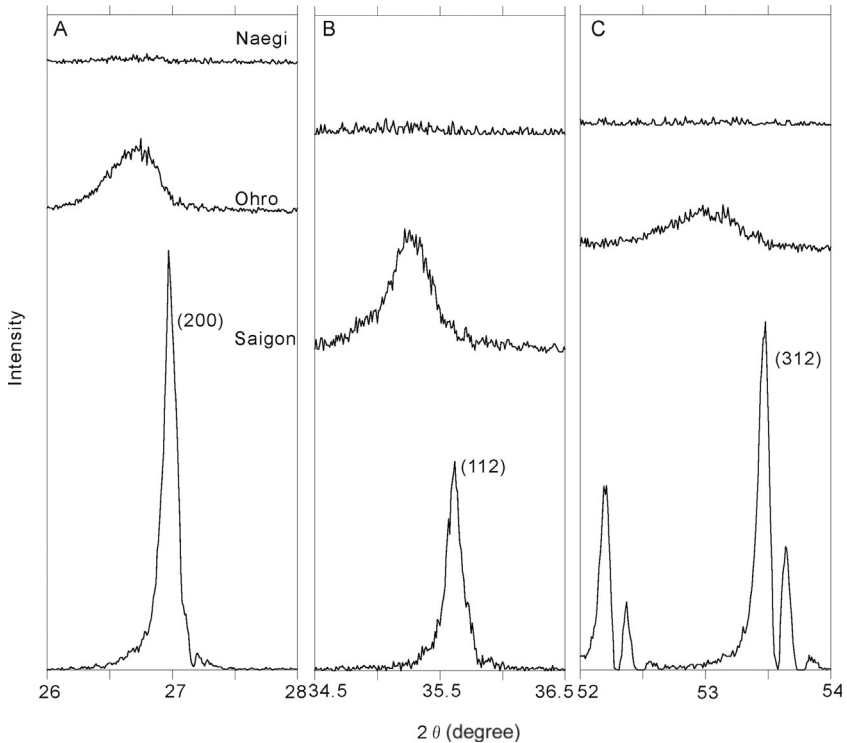 A
B
C
Naegi
Ohro
Saigon
(200)
(112)
(312)
Intensity
26
27
28
34.5
35.5
36.5
52
53
54
2 θ (degree)